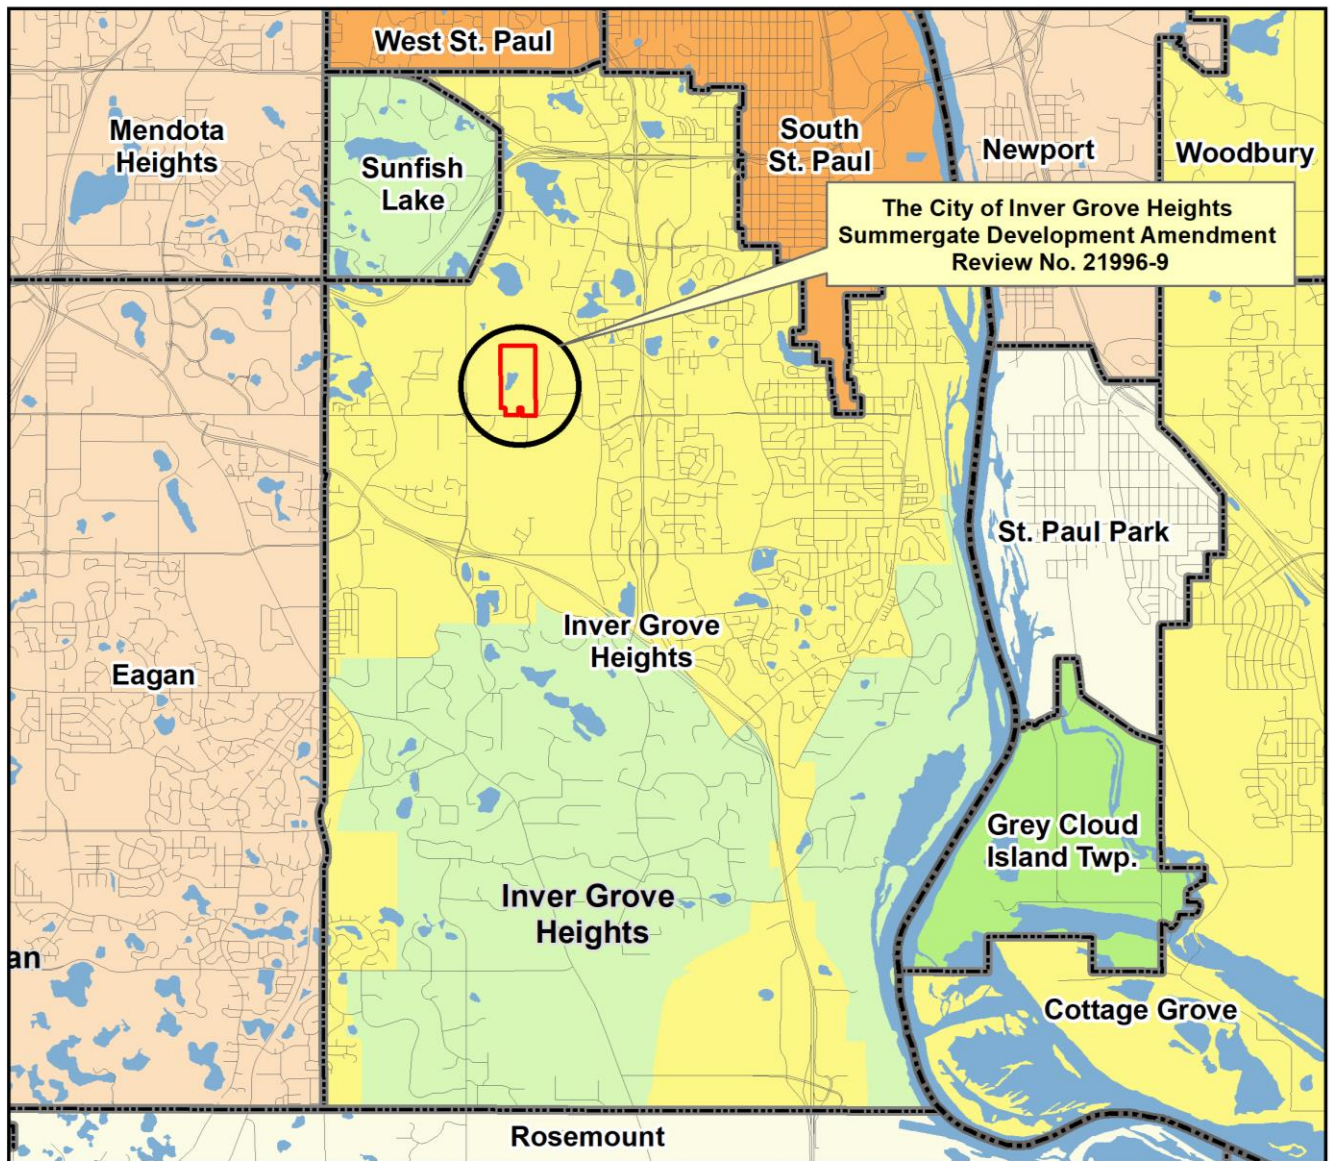 West St. Paul
Mendota
Heights
Sunfish
Lake
South
St. Paul
Newport
Woodbury
The City of Inver Grove Heights
Summergate Development Amendment
Review No. 21996-9
St. Paul Park
Inver Grove
Heights
Eagan
Grey Cloud
Island Twp.
Inver Grove
Heights
an
Cottage Grove
Rosemount